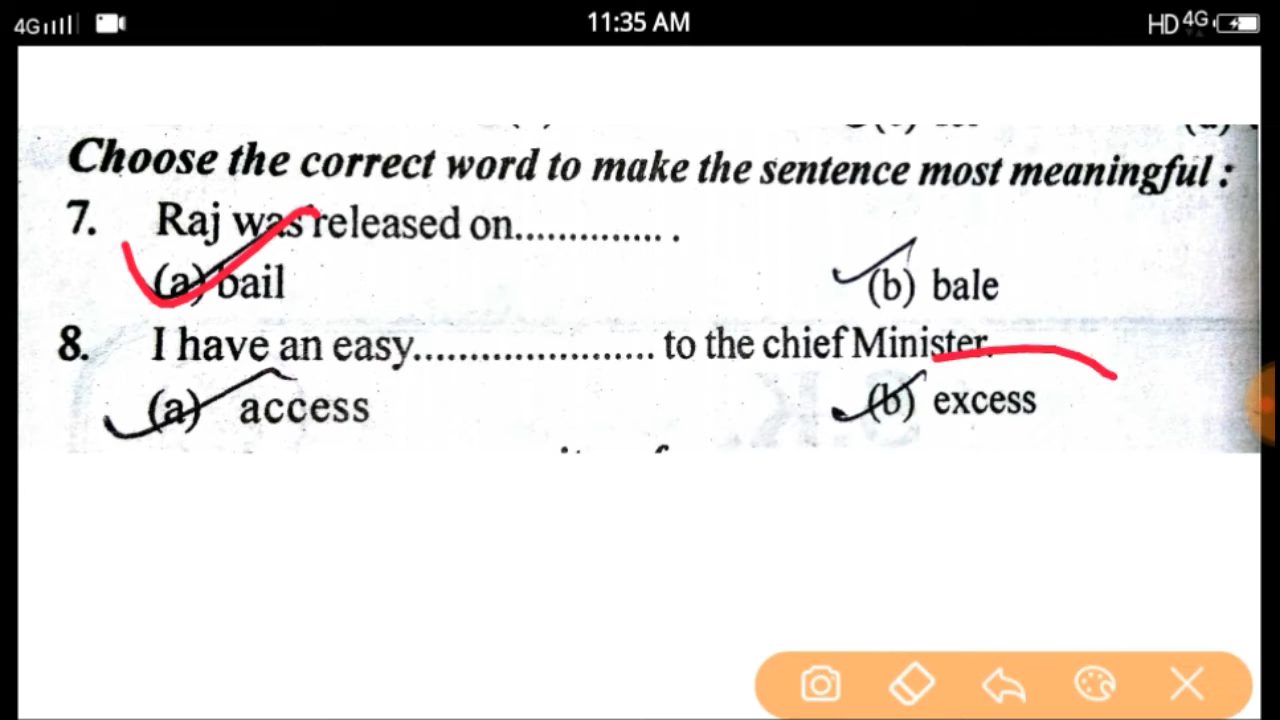 4G 11:35 AM HD 4G
Choose the correct word to make the sentence most meaningful :
7. Raj was released on.............. .
(a) bail (b) bale
8. I have an easy...................... to the chief Minister.
(a) access (b) excess